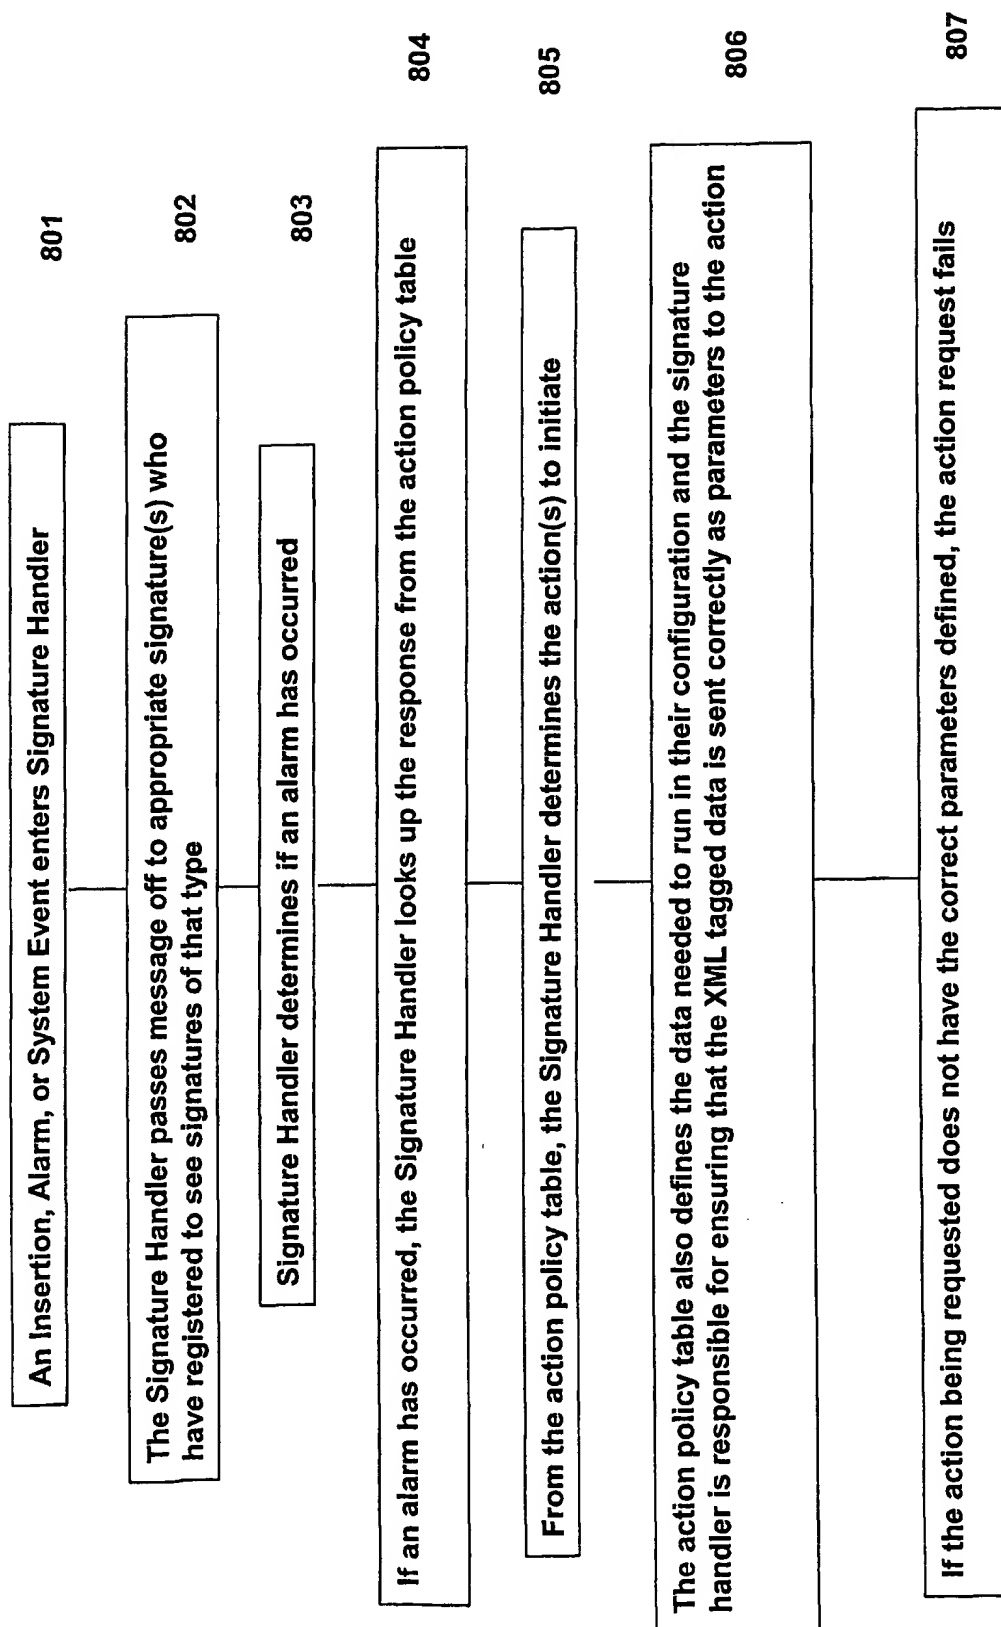 An Insertion, Alarm, or System Event enters Signature Handler
801
The Signature Handler passes message off to appropriate signature(s) who
have registered to see signatures of that type
802
Signature Handler determines if an alarm has occurred
803
If an alarm has occurred, the Signature Handler looks up the response from the action policy table
804
From the action policy table, the Signature Handler determines the action(s) to initiate
805
The action policy table also defines the data needed to run in their configuration and the signature
handler is responsible for ensuring that the XML tagged data is sent correctly as parameters to the action
806
If the action being requested does not have the correct parameters defined, the action request fails
807